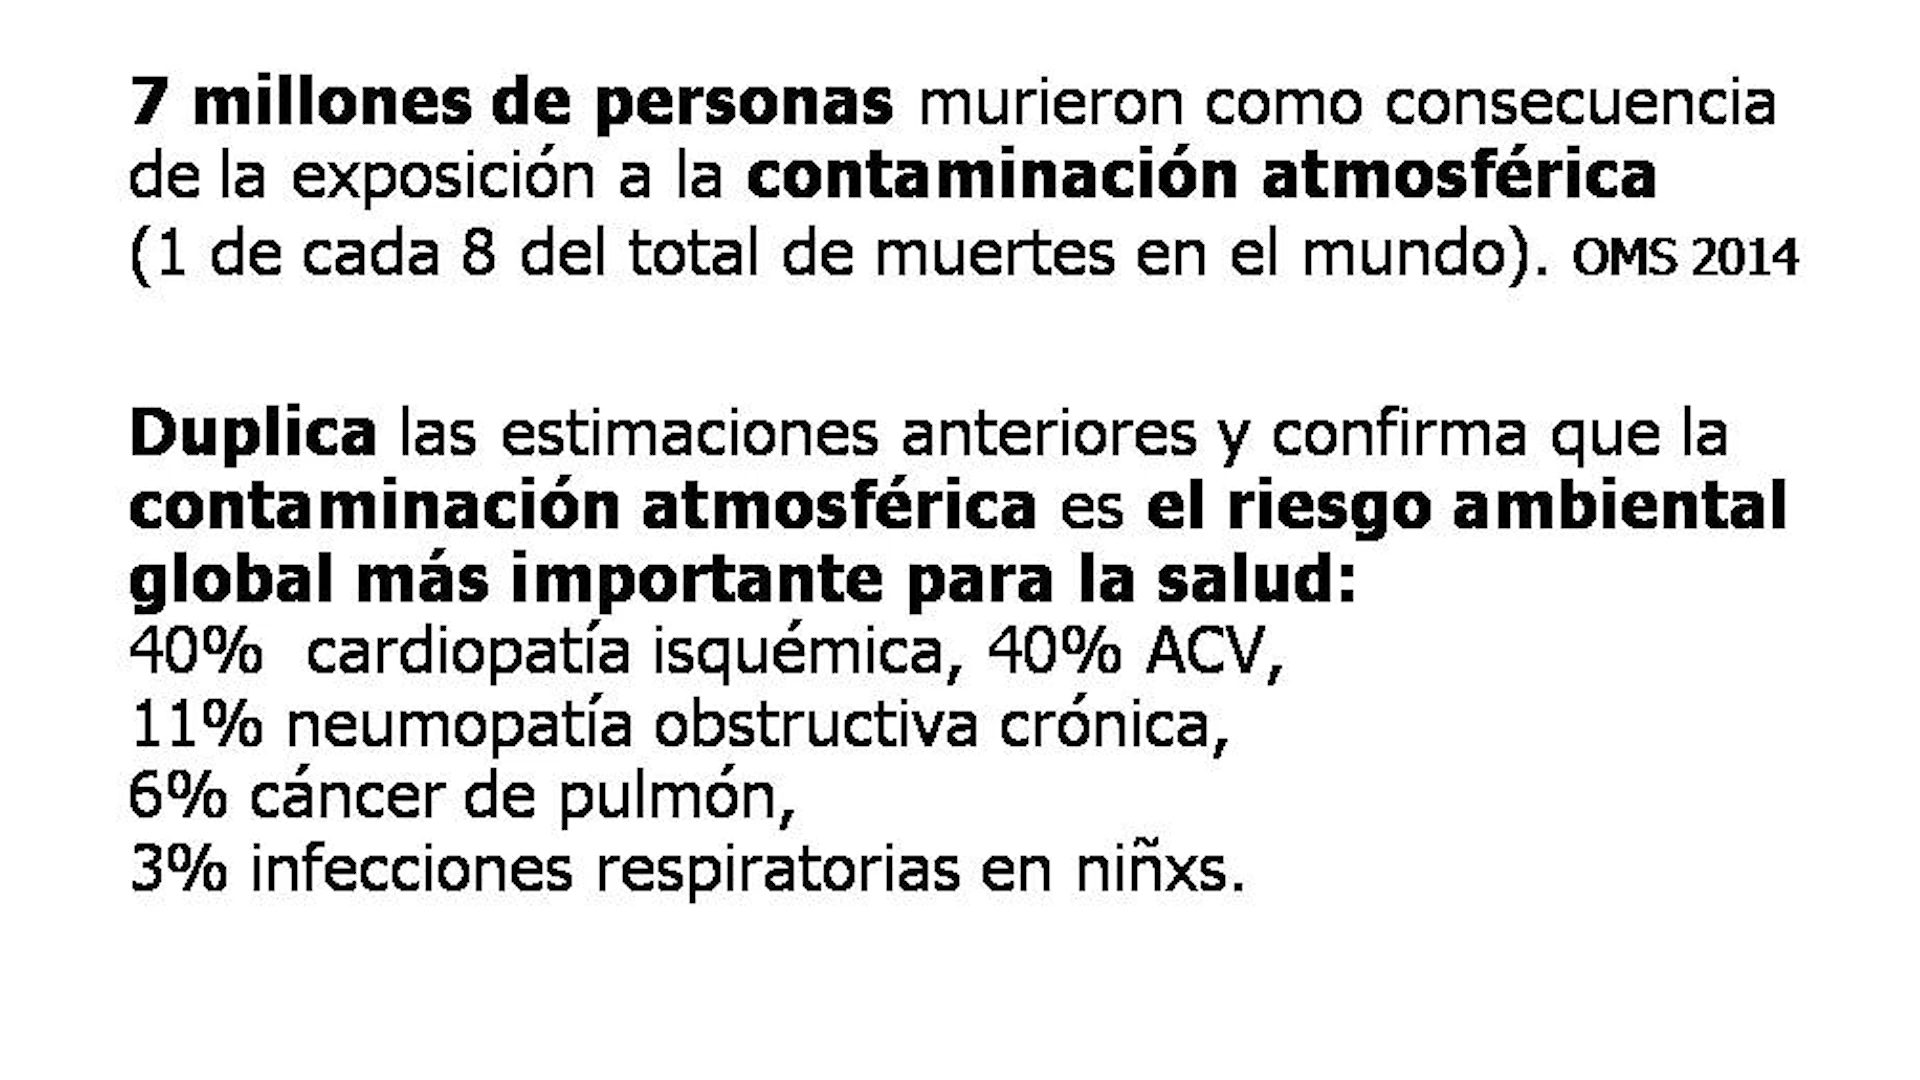 7 millones de personas murieron como consecuencia
de la exposición a la contaminación atmosférica
(1 de cada 8 del total de muertes en el mundo). OMS 2014
Duplica las estimaciones anteriores y confirma que la
contaminación atmosférica es el riesgo ambiental
global más importante para la salud:
40% cardiopatía isquémica, 40% ACV,
11% neumopatía obstructiva crónica,
6% cáncer de pulmón,
3% infecciones respiratorias en niñxs.